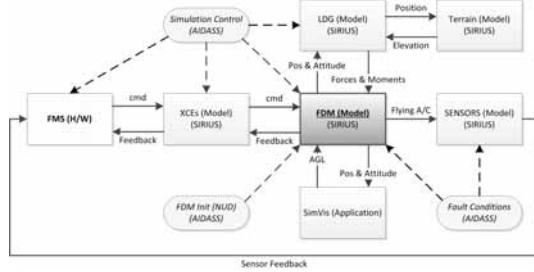 Simulation Control
(AIDASS)
LDG (Model)
(SIRIUS)
Position
Elevation
Terrain (Model)
(SIRIUS)
Pos & Attitude
Forces & Moments
FMS (H/W)
cmd
Feedback
XCEs (Model)
(SIRIUS)
cmd
Feedback
FDM (Model)
(SIRIUS)
Flying A/C
SENSORS (Model)
(SIRIUS)
AGL
Pos & Attitude
FDM Init (NUD)
(AIDASS)
SimVis (Application)
Fault Conditions
(AIDASS)
Sensor Feedback